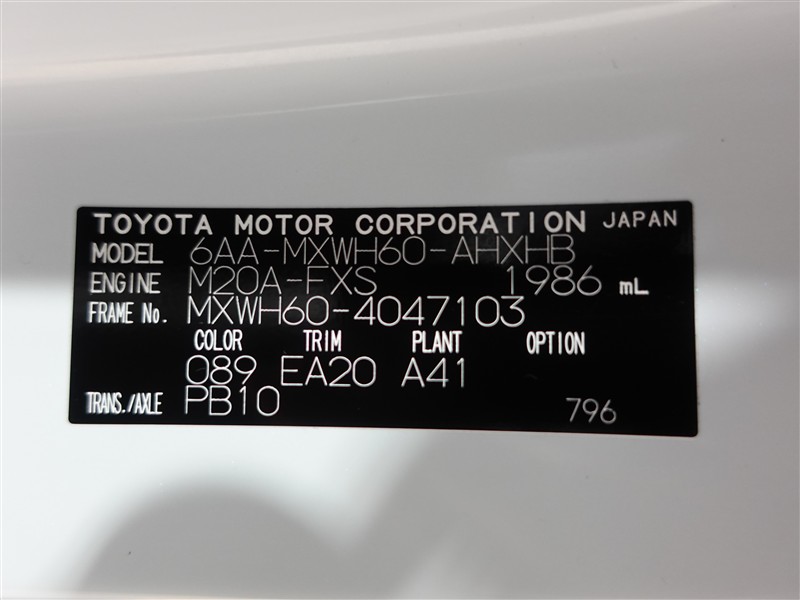 TOYOTA MOTOR CORPORATION JAPAN
MODEL 6AA-MXWH60-AHXHB
ENGINE M20A-FXS 1986 mL
FRAME No. MXWH60-4047103
COLOR TRIM PLANT OPTION
089 EA20 A41
TRANS./AXLE PB10 796